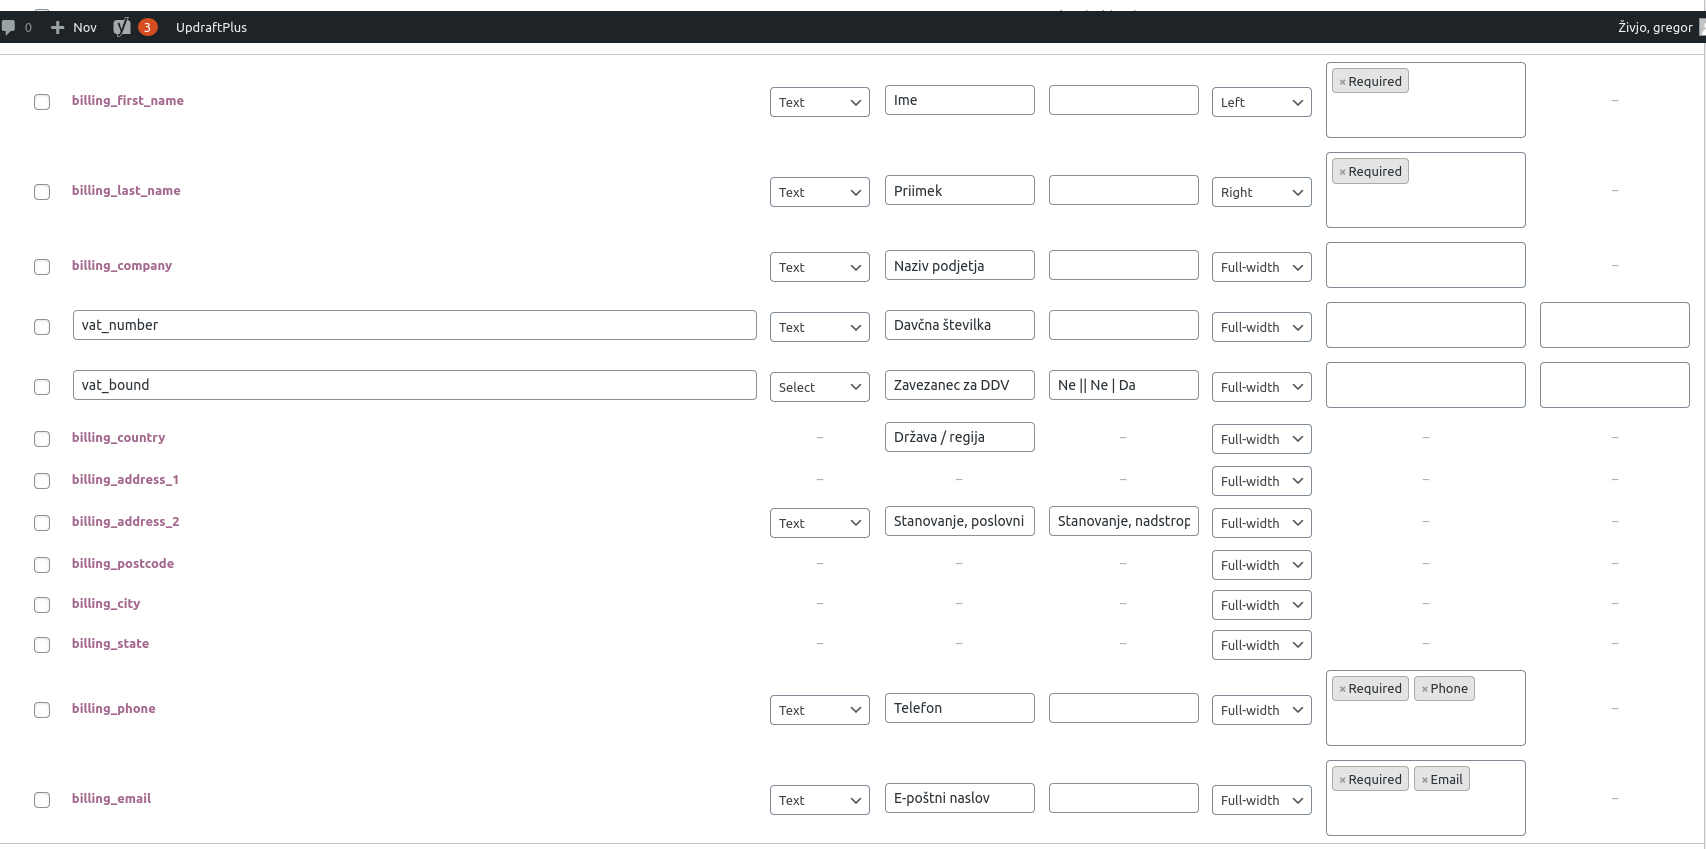 0 Nov 3 UpdraftPlus Živjo, gregor
billing_first_name Text Ime Left × Required –
billing_last_name Text Priimek Right × Required –
billing_company Text Naziv podjetja Full-width –
vat_number Text Davčna številka Full-width
vat_bound Select Zavezanec za DDV Ne || Ne | Da Full-width
billing_country – Država / regija – Full-width – –
billing_address_1 – – – Full-width – –
billing_address_2 Text Stanovanje, poslovni Stanovanje, nadstrop Full-width – –
billing_postcode – – – Full-width – –
billing_city – – – Full-width – –
billing_state – – – Full-width – –
billing_phone Text Telefon Full-width × Required × Phone –
billing_email Text E-poštni naslov Full-width × Required × Email –